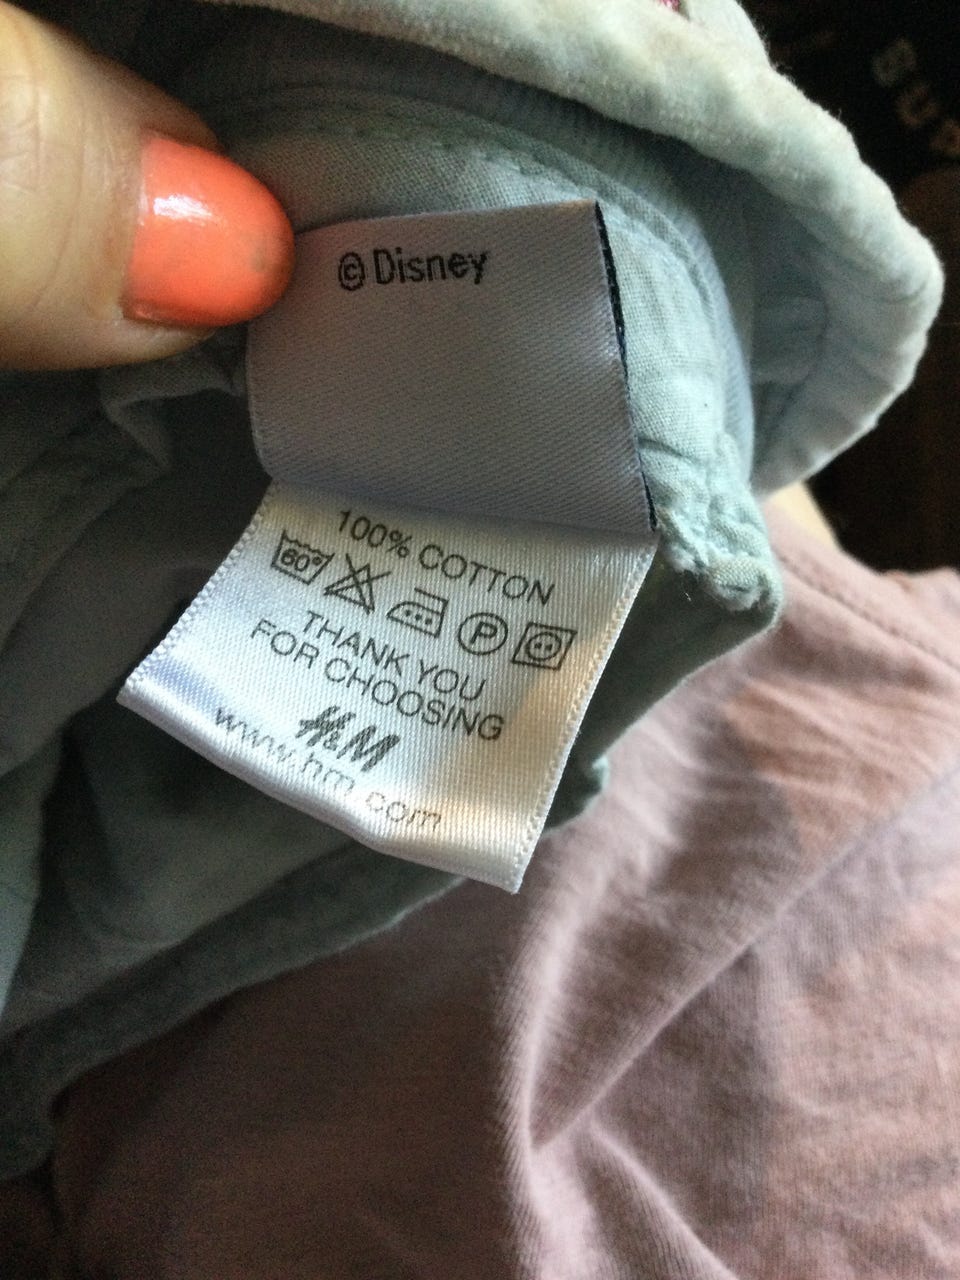 © Disney
100% COTTON
60° P
THANK YOU
FOR CHOOSING
H&M
www.hm.com